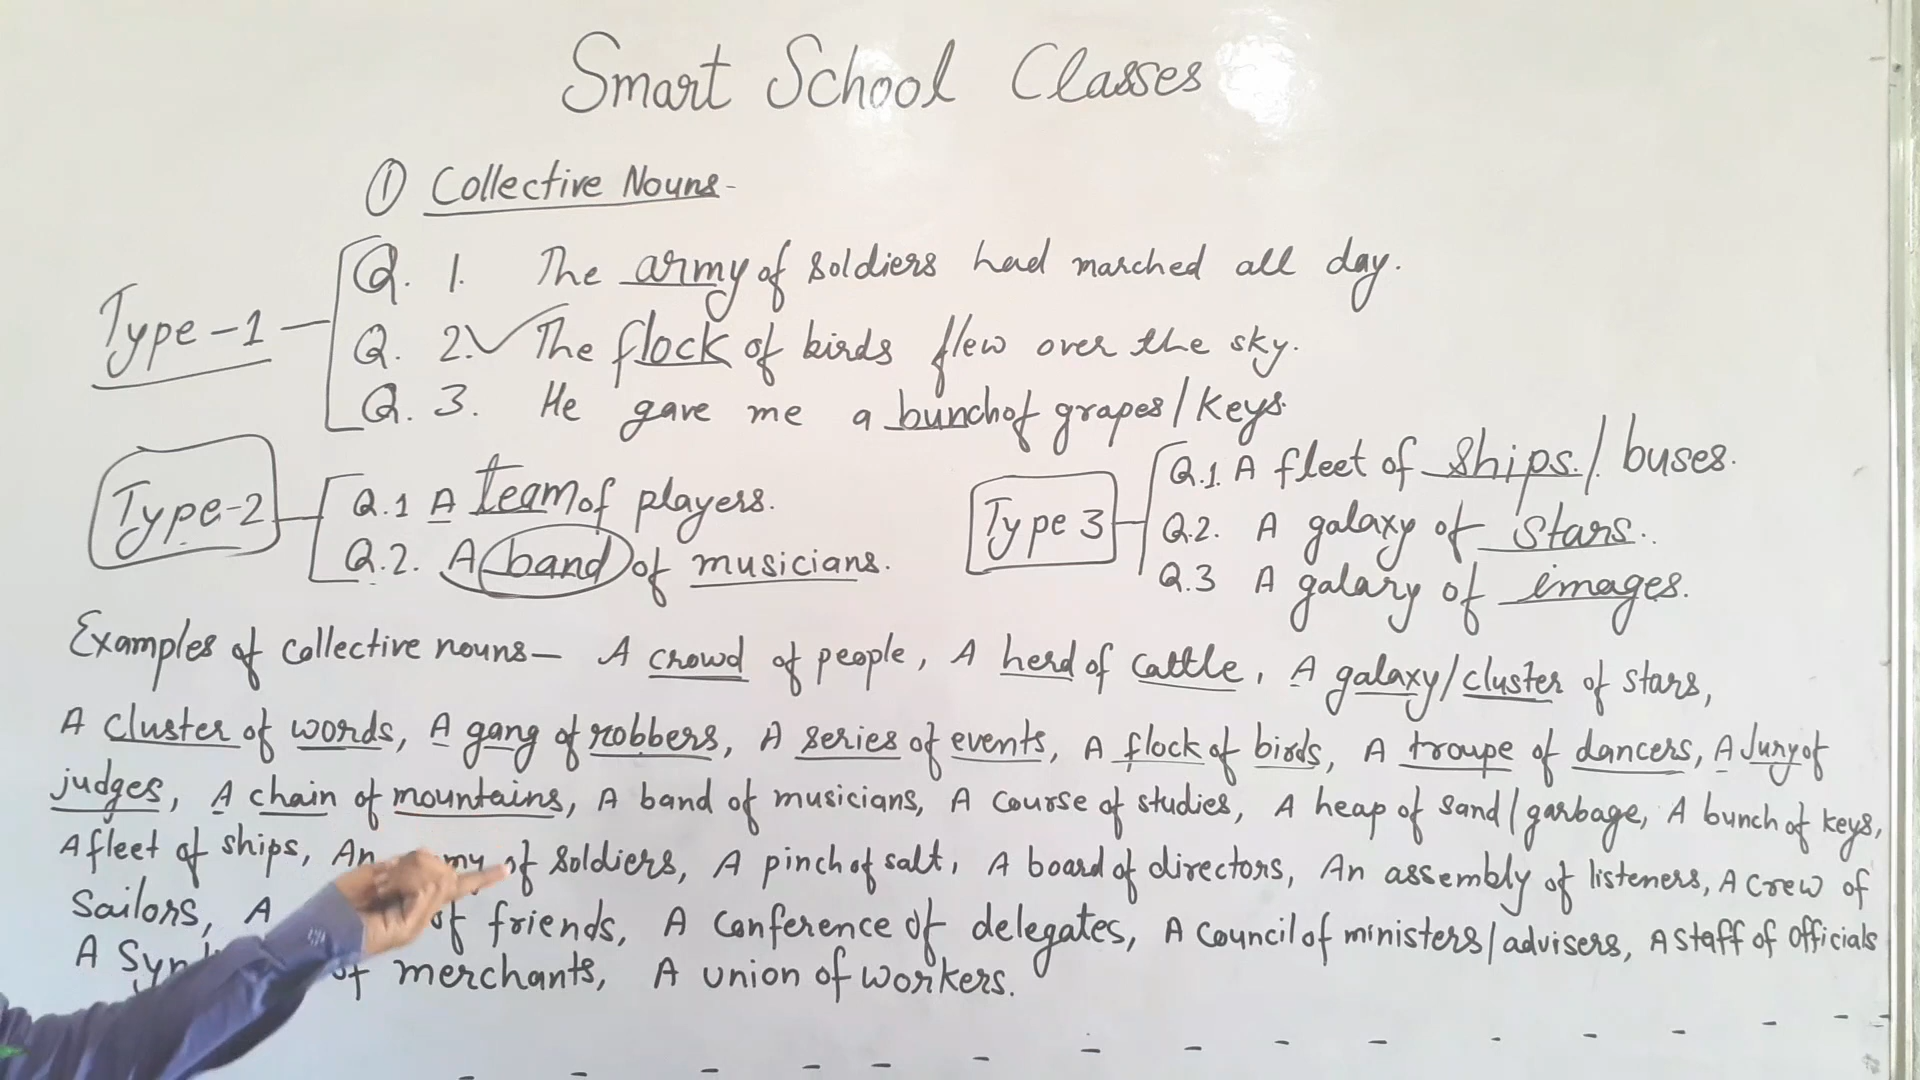 Smart School Classes
① Collective Nouns-
Type-1
Q. 1. The army of soldiers had marched all day.
Q. 2. The flock of birds flew over the sky.
Q. 3. He gave me a bunch of grapes/keys.
Type-2
Q.1 A team of players.
Q.2. A band of musicians.
Type 3
Q.1. A fleet of ships./ buses.
Q.2. A galaxy of stars..
Q.3 A galary of images.
Examples of collective nouns— A crowd of people, A herd of cattle, A galaxy/cluster of stars,
A cluster of words, A gang of robbers, A series of events, A flock of birds, A troupe of dancers, A Jury of
judges, A chain of mountains, A band of musicians, A course of studies, A heap of sand/garbage, A bunch of keys,
A fleet of ships, An my of soldiers, A pinch of salt, A board of directors, An assembly of listeners, A crew of
Sailors, A of friends, A conference of delegates, A council of ministers/advisers, A staff of officials
A Syn of merchants, A union of workers.